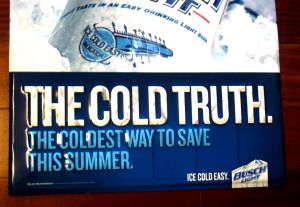 TASTE IN AN EASY DRINKING LIGHT BEER
ICE COLD EASY
THE COLD TRUTH.
THE COLDEST WAY TO SAVE
THIS SUMMER.
ICE COLD EASY.
BUSCH
LIGHT